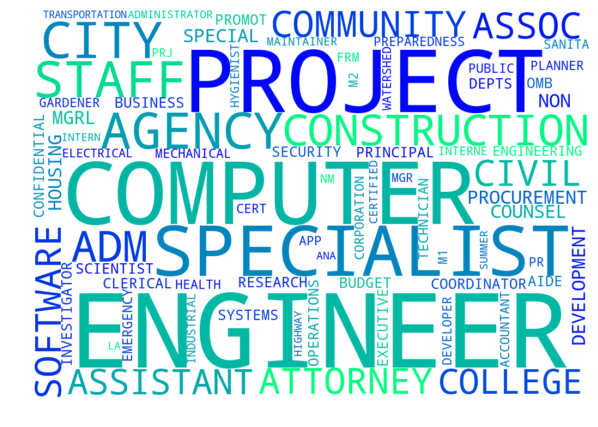 TRANSPORTATION
ADMINISTRATOR
PROMOT
COMMUNITY
ASSOC
CITY
SPECIAL
MAINTAINER
PREPAREDNESS
SANITA
PRJ
HYGIENIST
FRM
M2
WATERSHED
STAFF
PROJECT
PUBLIC
PLANNER
DEPTS
OMB
GARDENER
BUSINESS
NON
MGRL
AGENCY
CONSTRUCTION
CONFIDENTIAL
HOUSING
INTERN
ELECTRICAL
MECHANICAL
SECURITY
PRINCIPAL
INTERNE
ENGINEERING
COMPUTER
CIVIL
NM
CORPORATION
CERTIFIED
MGR
TECHNICIAN
PROCUREMENT
COUNSEL
CERT
SOFTWARE
ADM
SPECIALIST
APP
ANA
M1
SUMMER
PR
DEVELOPMENT
INVESTIGATOR
SCIENTIST
CLERICAL
HEALTH
RESEARCH
BUDGET
COORDINATOR
AIDE
EMERGENCY
INDUSTRIAL
ENGINEER
SYSTEMS
HIGHWAY
OPERATIONS
EXECUTIVE
DEVELOPER
ACCOUNTANT
LA
ASSISTANT
ATTORNEY
COLLEGE